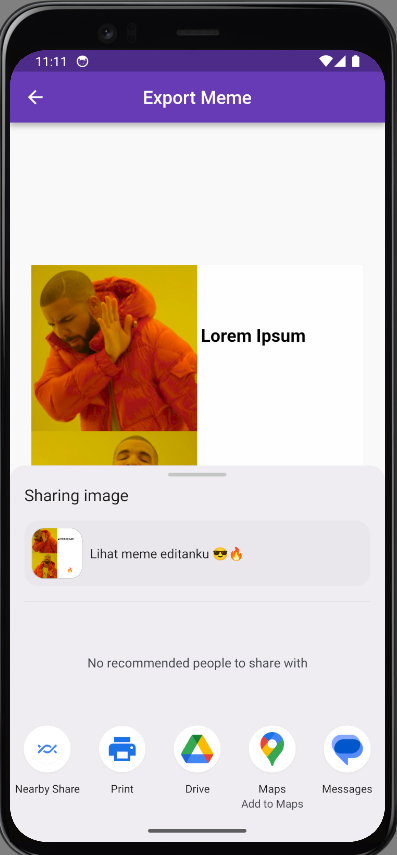 11:11
Export Meme
Lorem Ipsum
Sharing image
Lihat meme editanku 😎🔥
No recommended people to share with
Nearby Share
Print
Drive
Maps
Add to Maps
Messages